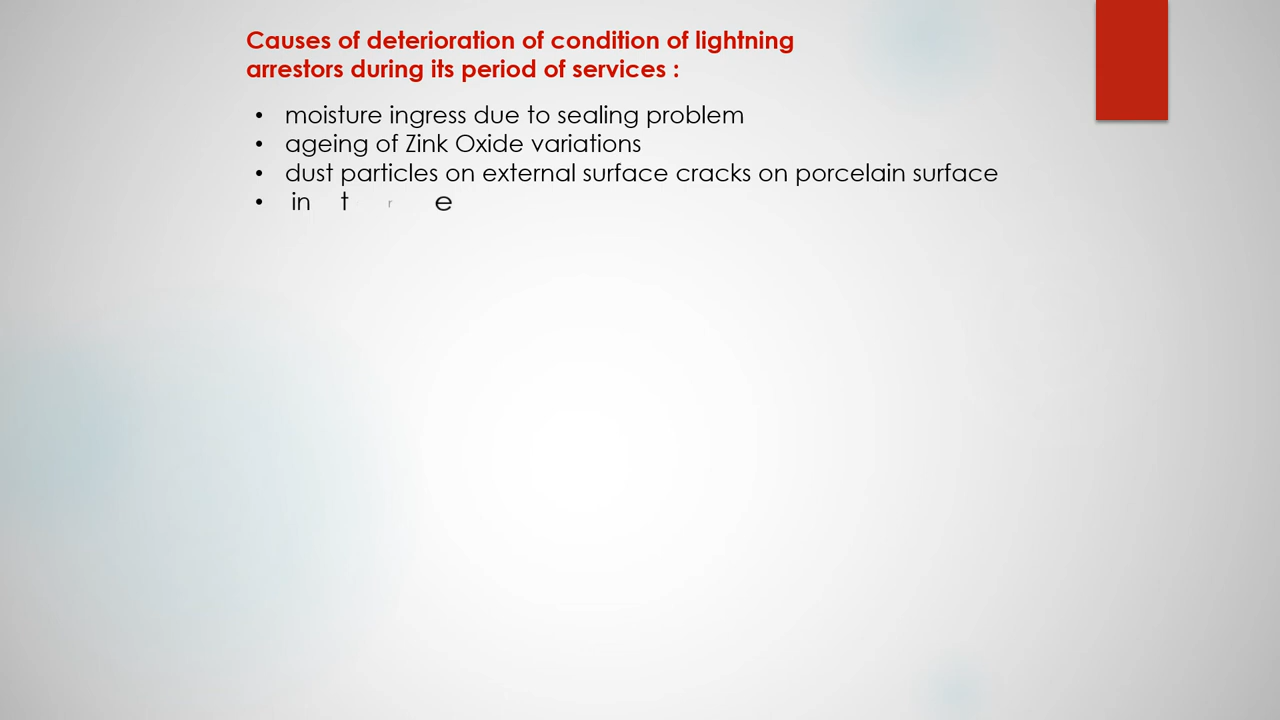 Causes of deterioration of condition of lightning
arrestors during its period of services :
• moisture ingress due to sealing problem
• ageing of Zink Oxide variations
• dust particles on external surface cracks on porcelain surface
• in t r e